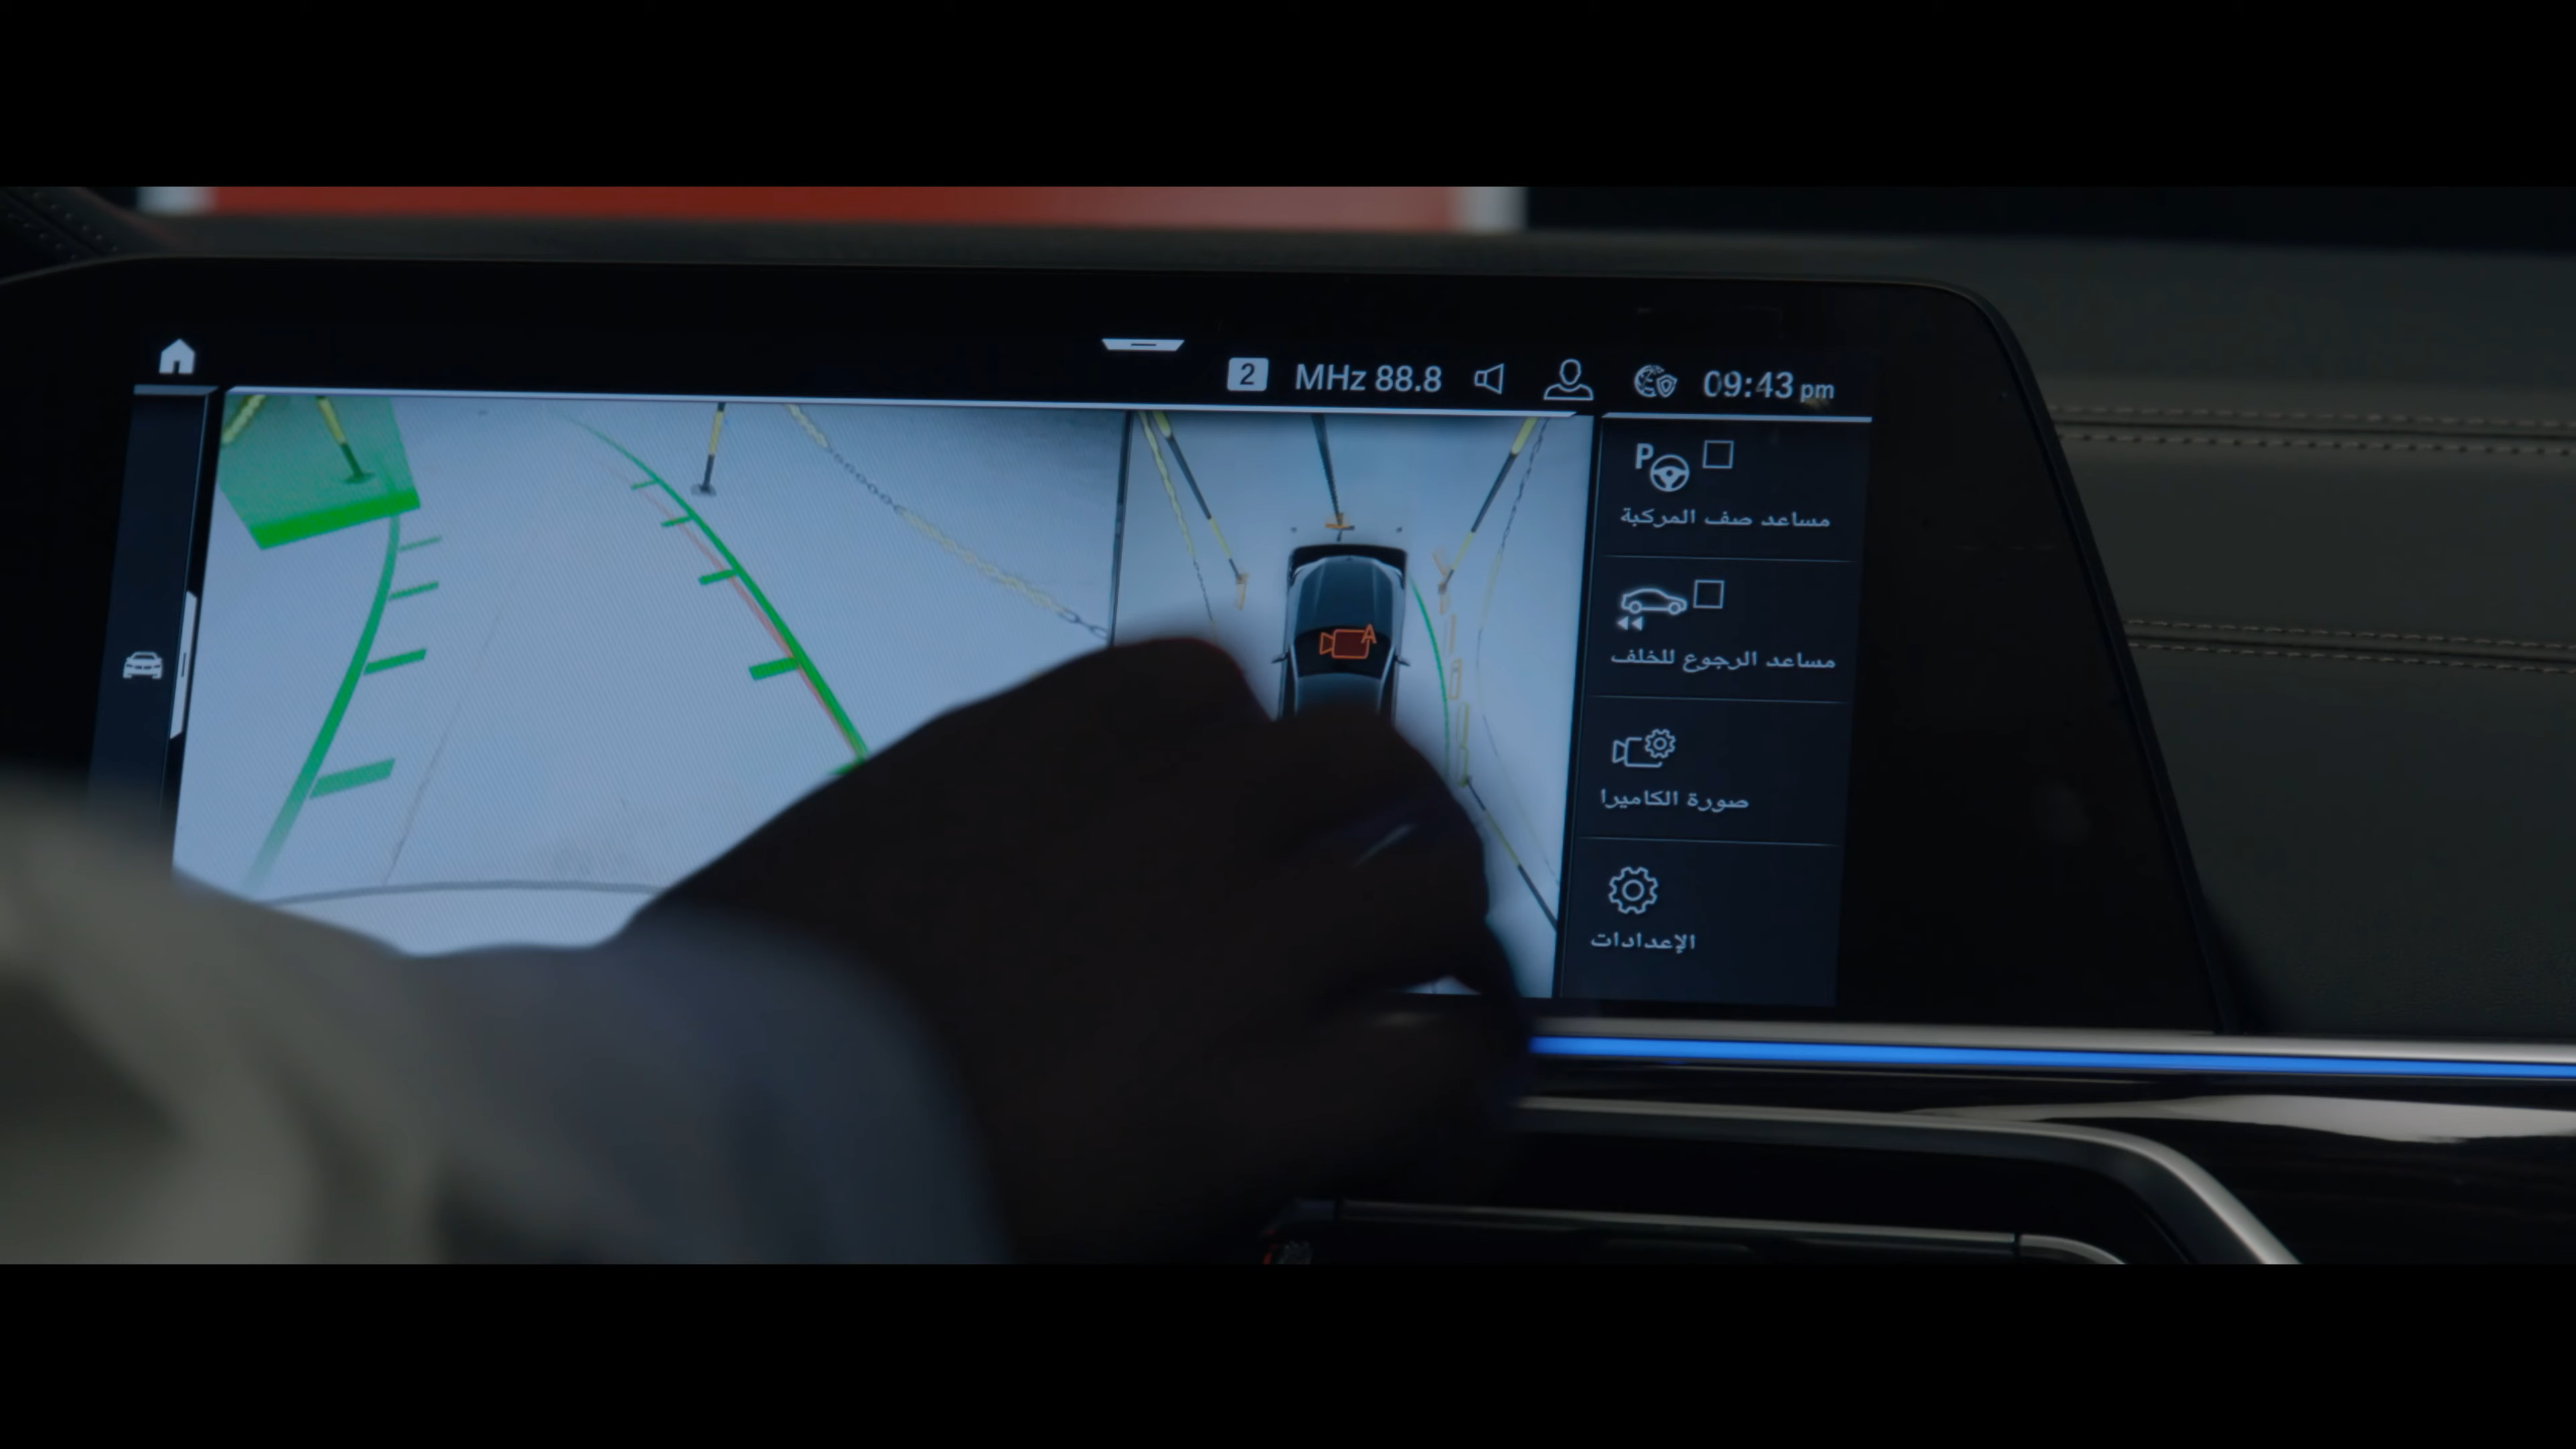 2 MHz 88.8 09:43 pm
P
مساعد صف المركبة
مساعد الرجوع للخلف
صورة الكاميرا
الإعدادات
A